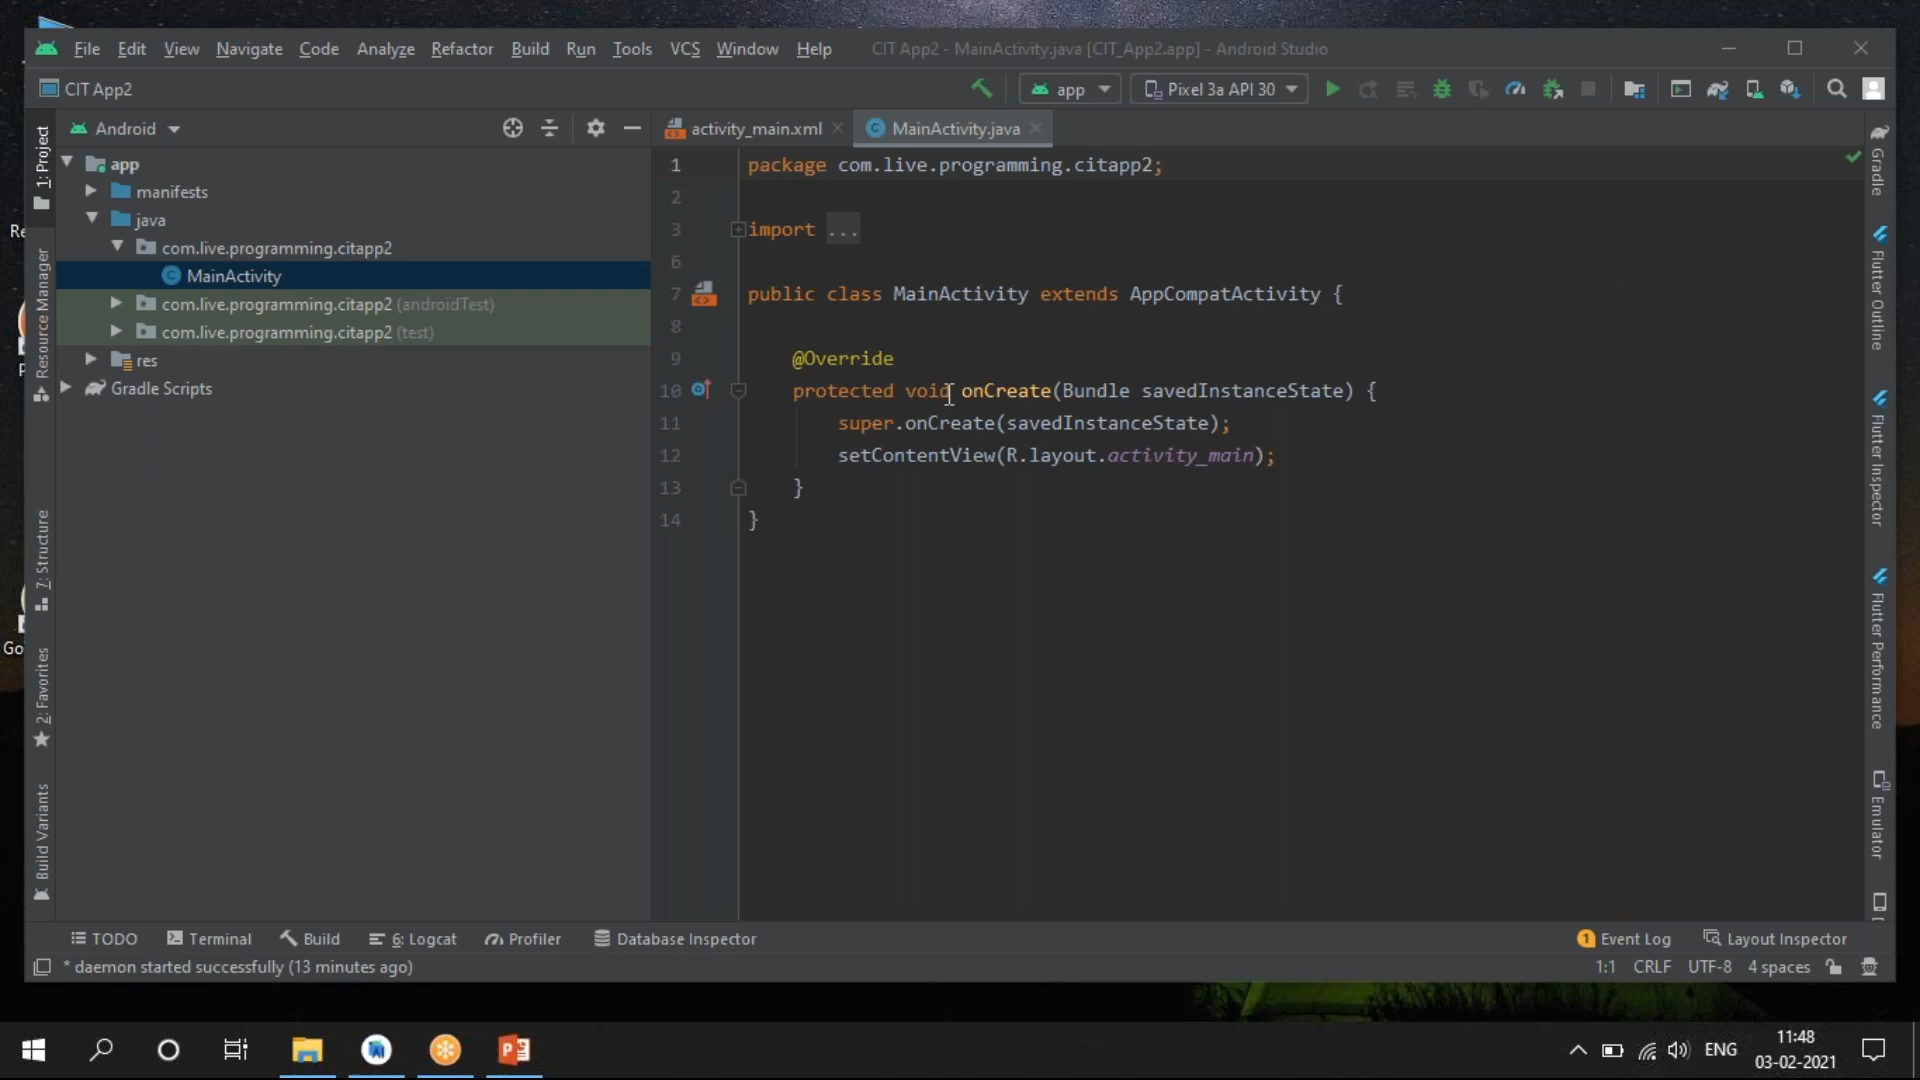 File Edit View Navigate Code Analyze Refactor Build Run Tools VCS Window Help CIT App2 - MainActivity.java [CIT_App2.app] - Android Studio
CIT App2
app
Pixel 3a API 30
Android
activity_main.xml
MainActivity.java
1: Project
Resource Manager
7: Structure
2: Favorites
Build Variants
app
manifests
java
com.live.programming.citapp2
MainActivity
com.live.programming.citapp2 (androidTest)
com.live.programming.citapp2 (test)
res
Gradle Scripts
1 package com.live.programming.citapp2;
2
3 import ...
6
7 public class MainActivity extends AppCompatActivity {
8
9 @Override
10 protected void onCreate(Bundle savedInstanceState) {
11 super.onCreate(savedInstanceState);
12 setContentView(R.layout.activity_main);
13 }
14 }
Gradle
Flutter Outline
Flutter Inspector
Flutter Performance
Emulator
TODO Terminal Build 6: Logcat Profiler Database Inspector
1 Event Log Layout Inspector
* daemon started successfully (13 minutes ago)
1:1 CRLF UTF-8 4 spaces
ENG
11:48
03-02-2021